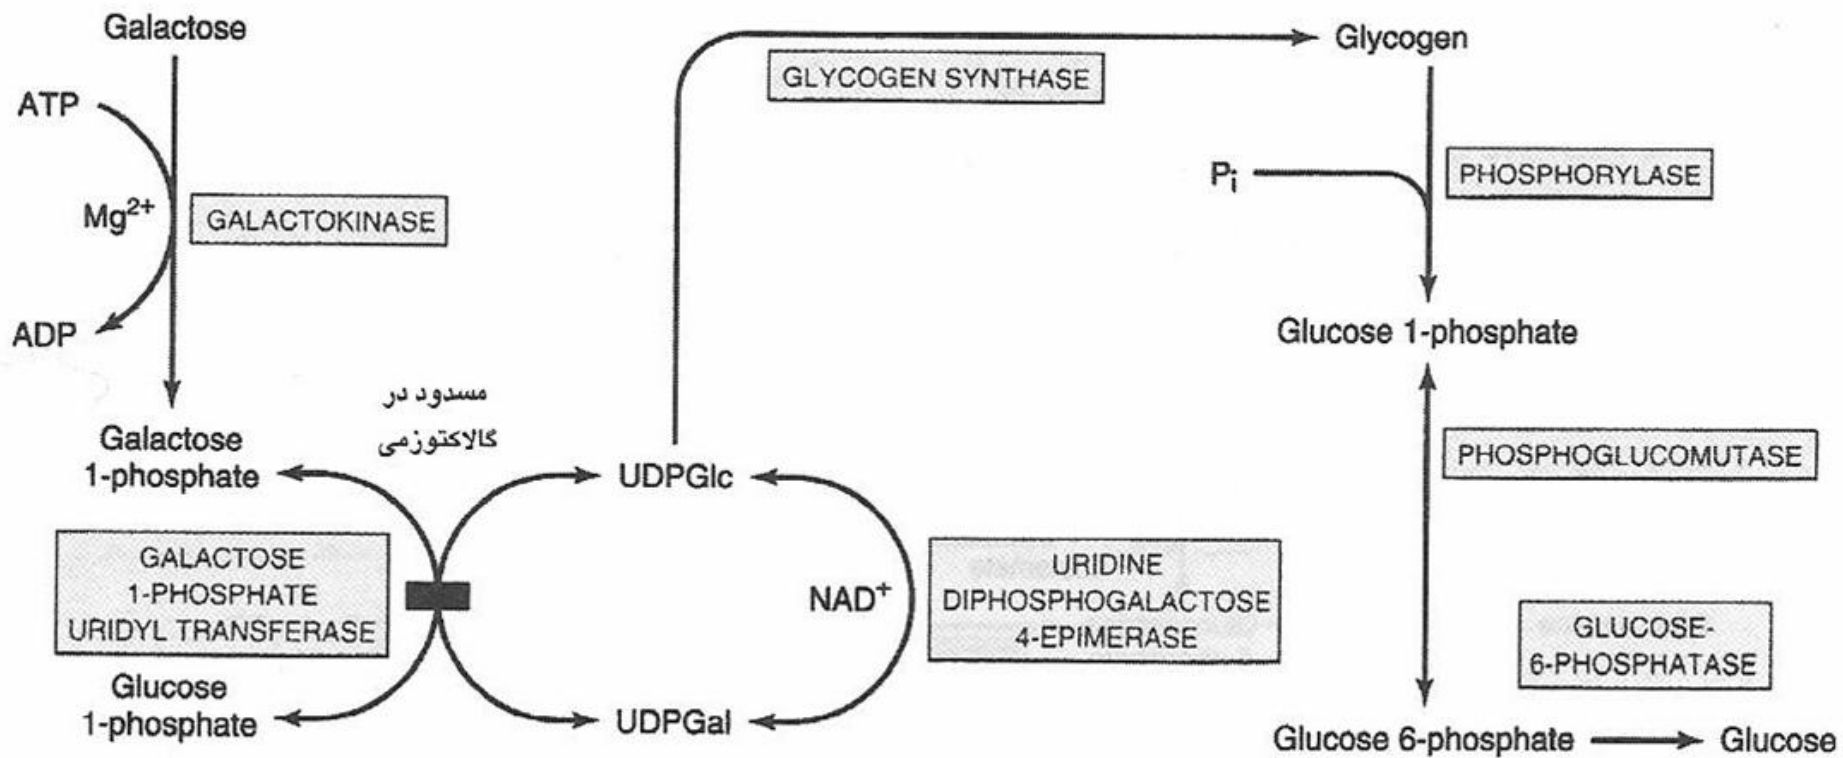 Galactose
ATP
Mg2+
GALACTOKINASE
ADP
Galactose
1-phosphate
مسدود در
گالاکتوزمی
GALACTOSE
1-PHOSPHATE
URIDYL TRANSFERASE
Glucose
1-phosphate
UDPGlc
NAD+
UDPGal
URIDINE
DIPHOSPHOGALACTOSE
4-EPIMERASE
GLYCOGEN SYNTHASE
Glycogen
Pi
PHOSPHORYLASE
Glucose 1-phosphate
PHOSPHOGLUCOMUTASE
GLUCOSE-
6-PHOSPHATASE
Glucose 6-phosphate
Glucose